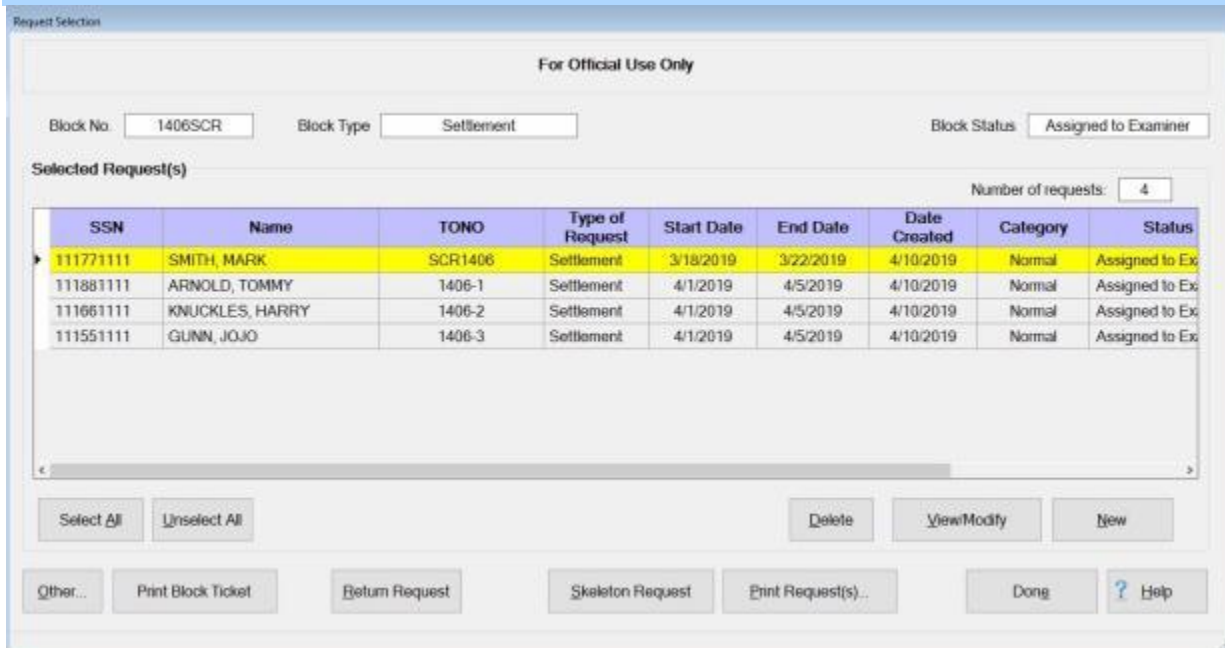 Request Selection
For Official Use Only
Block No. 1406SCR Block Type Settlement Block Status Assigned to Examiner
Selected Request(s)
Number of requests: 4
SSN Name TONO Type of Request Start Date End Date Date Created Category Status
111771111 SMITH, MARK SCR1406 Settlement 3/18/2019 3/22/2019 4/10/2019 Normal Assigned to Ex
111881111 ARNOLD, TOMMY 1406-1 Settlement 4/1/2019 4/5/2019 4/10/2019 Normal Assigned to Ex
111661111 KNUCKLES, HARRY 1406-2 Settlement 4/1/2019 4/5/2019 4/10/2019 Normal Assigned to Ex
111551111 GUNN, JOJO 1406-3 Settlement 4/1/2019 4/5/2019 4/10/2019 Normal Assigned to Ex
Select All Unselect All Delete View/Modify New
Other... Print Block Ticket Return Request Skeleton Request Print Request(s)... Done ? Help